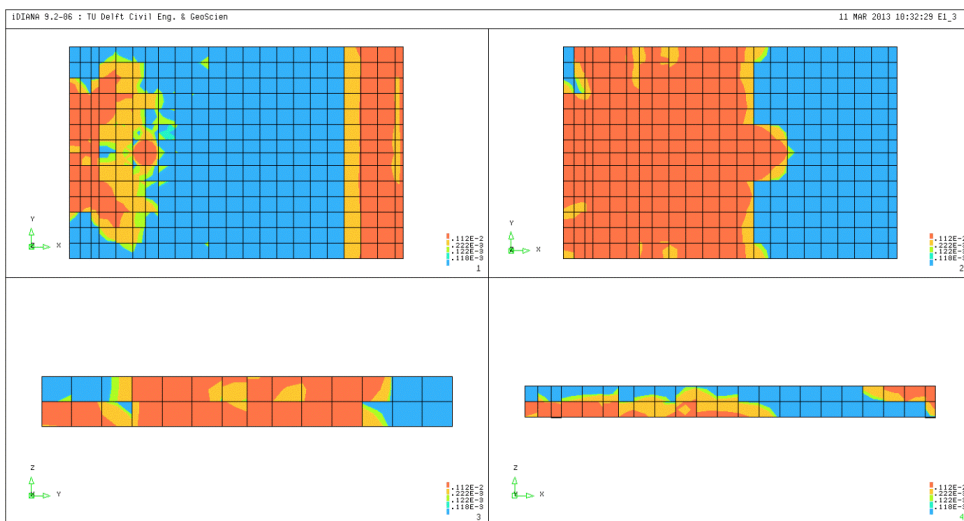 iDIANA 9.2-06 : TU Delft Civil Eng. & GeoScien
11 MAR 2013 10:32:29 E1_3
Y
Z X
.112E-2
.222E-3
.122E-3
.118E-3
1
Y
Z X
.112E-2
.222E-3
.122E-3
.118E-3
2
Z
X Y
.112E-2
.222E-3
.122E-3
.118E-3
3
Z
Y X
.112E-2
.222E-3
.122E-3
.118E-3
4